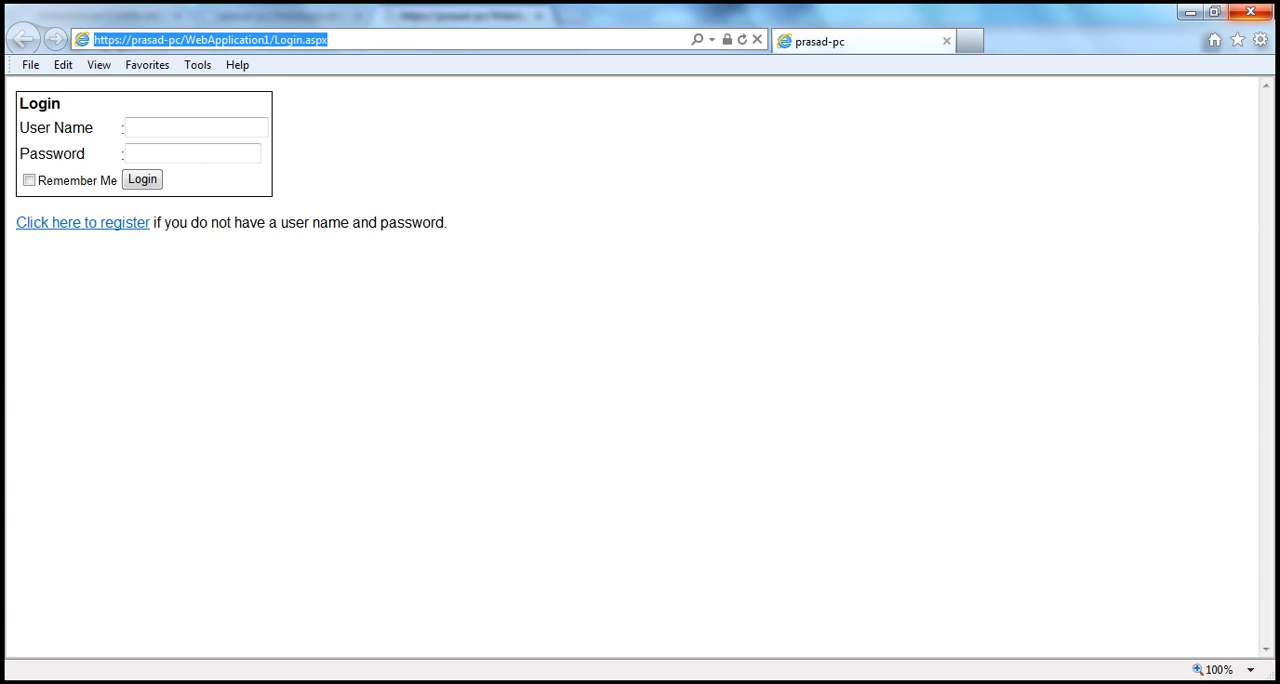 https://prasad-pc/WebApplication1/Login.aspx
prasad-pc
File Edit View Favorites Tools Help
Login
User Name :
Password :
Remember Me Login
Click here to register if you do not have a user name and password.
100%